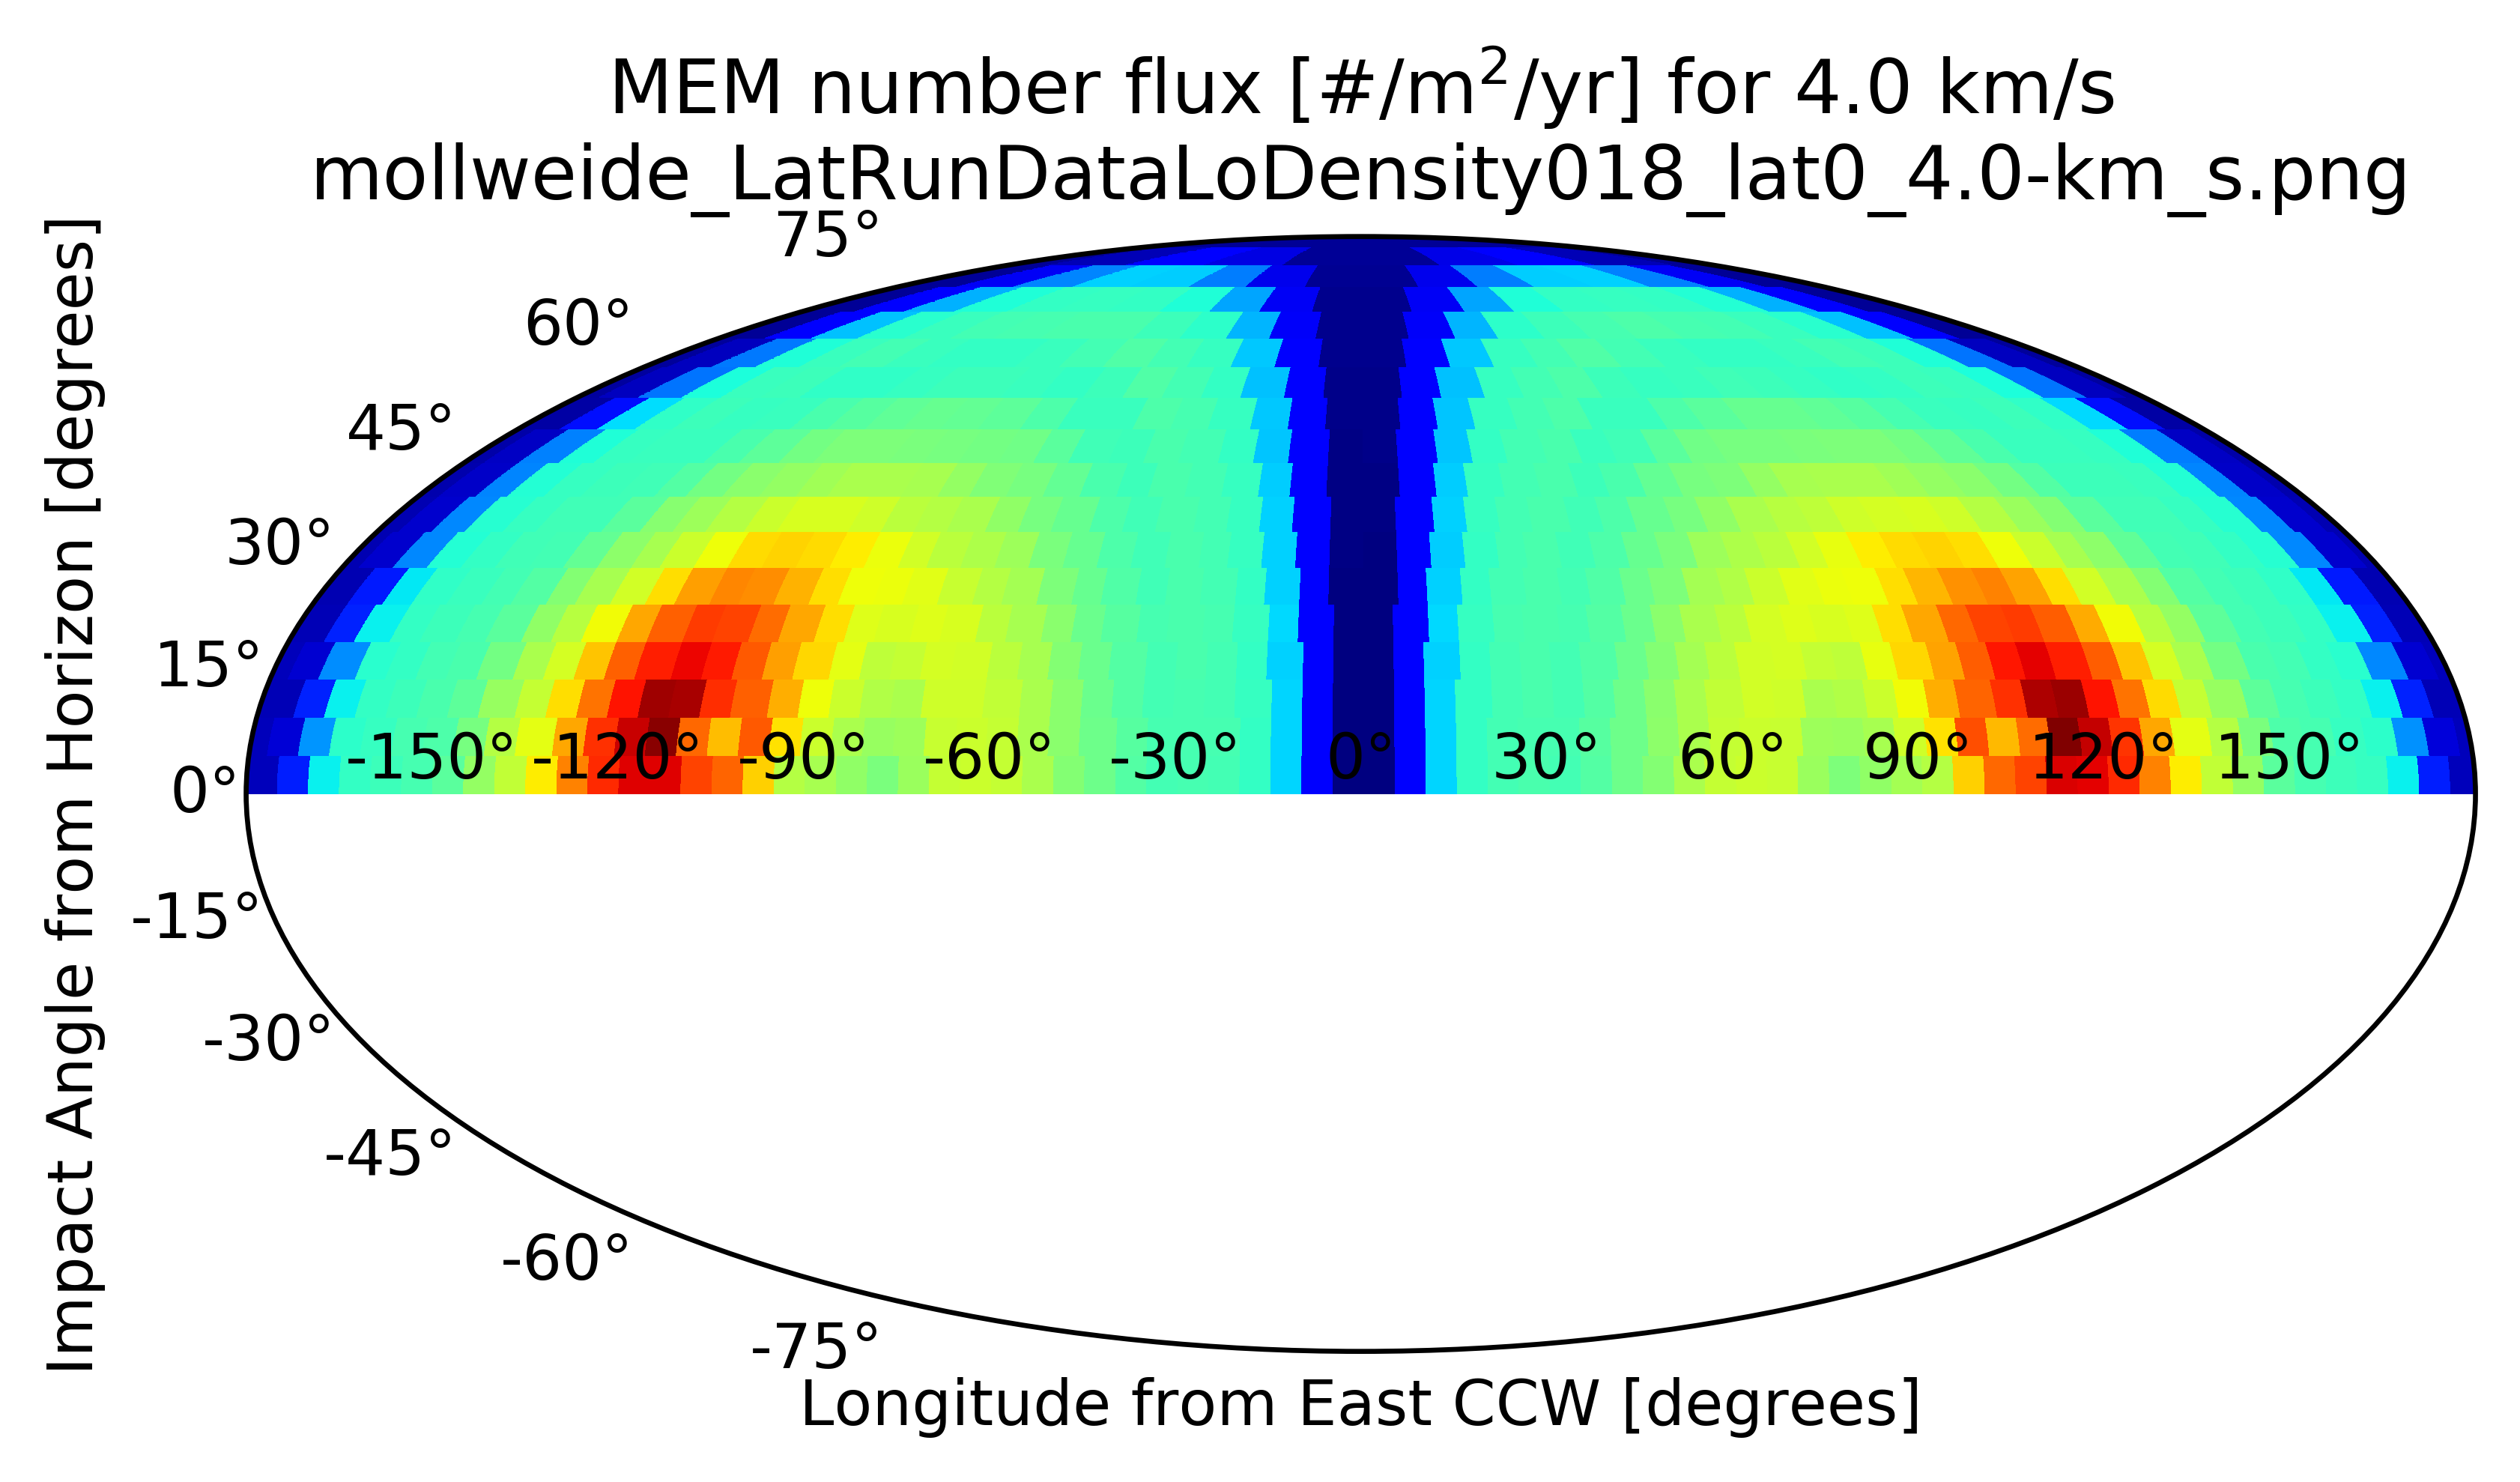 MEM number flux [#/m²/yr] for 4.0 km/s
mollweide_LatRunDataLoDensity018_lat0_4.0-km_s.png
75°
60°
45°
30°
15°
0°
-15°
-30°
-45°
-60°
-75°
-150° -120° -90° -60° -30° 0° 30° 60° 90° 120° 150°
Impact Angle from Horizon [degrees]
Longitude from East CCW [degrees]